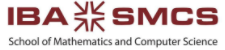 IBA SMCS
School of Mathematics and Computer Science